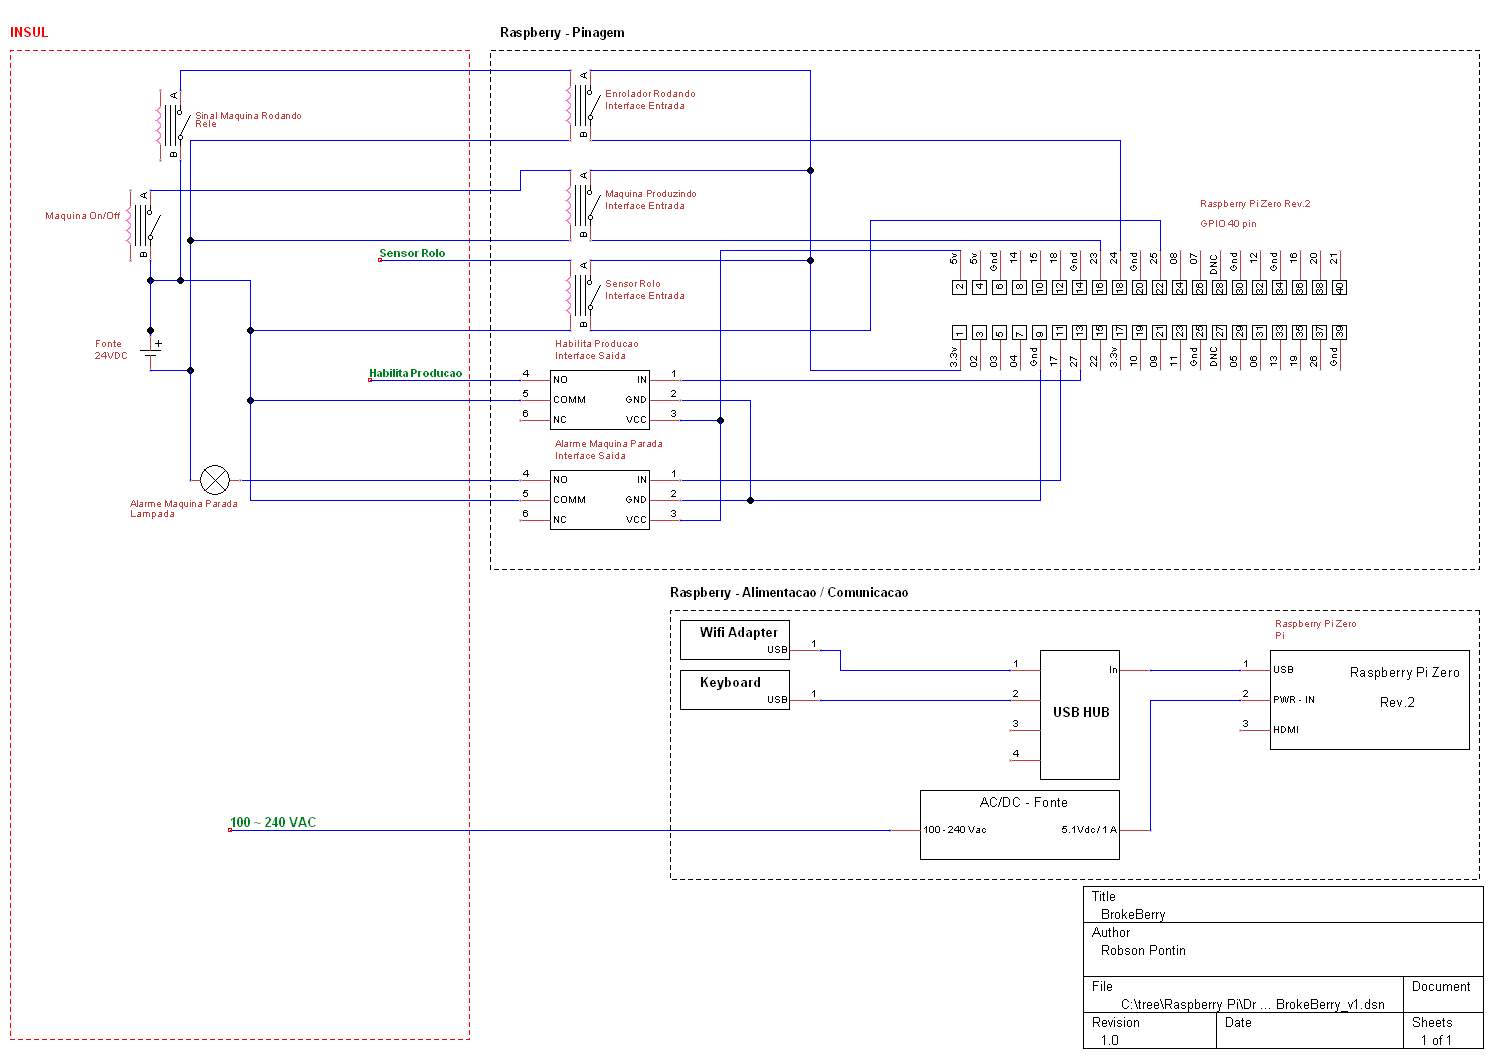 INSUL
Raspberry - Pinagem
A
B
Sinal Maquina Rodando
Rele
A
B
Maquina On/Off
Fonte
24VDC
+
Alarme Maquina Parada
Lampada
Sensor Rolo
Habilita Producao
A
B
Enrolador Rodando
Interface Entrada
A
B
Maquina Produzindo
Interface Entrada
A
B
Sensor Rolo
Interface Entrada
Habilita Producao
Interface Saida
4 NO IN 1
5 COMM GND 2
6 NC VCC 3
Alarme Maquina Parada
Interface Saida
4 NO IN 1
5 COMM GND 2
6 NC VCC 3
Raspberry Pi Zero Rev.2
GPIO 40 pin
5v 5v Gnd 14 15 18 Gnd 23 24 Gnd 25 08 07 DNC Gnd 12 Gnd 16 20 21
2 4 6 8 10 12 14 16 18 20 22 24 26 28 30 32 34 36 38 40
1 3 5 7 9 11 13 15 17 19 21 23 25 27 29 31 33 35 37 39
3.3v 02 03 04 Gnd 17 27 22 3.3v 10 09 11 Gnd DNC 05 06 13 19 26 Gnd
Raspberry - Alimentacao / Comunicacao
Wifi Adapter
USB 1
Keyboard
USB 1
1 In
2
USB HUB
3
4
Raspberry Pi Zero
Pi
1 USB
2 PWR - IN
3 HDMI
Raspberry Pi Zero
Rev.2
AC/DC - Fonte
100 - 240 Vac 5.1Vdc / 1 A
100 ~ 240 VAC
Title
BrokeBerry
Author
Robson Pontin
File
C:\tree\Raspberry Pi\Dr ... BrokeBerry_v1.dsn
Document
Revision
1.0
Date
Sheets
1 of 1